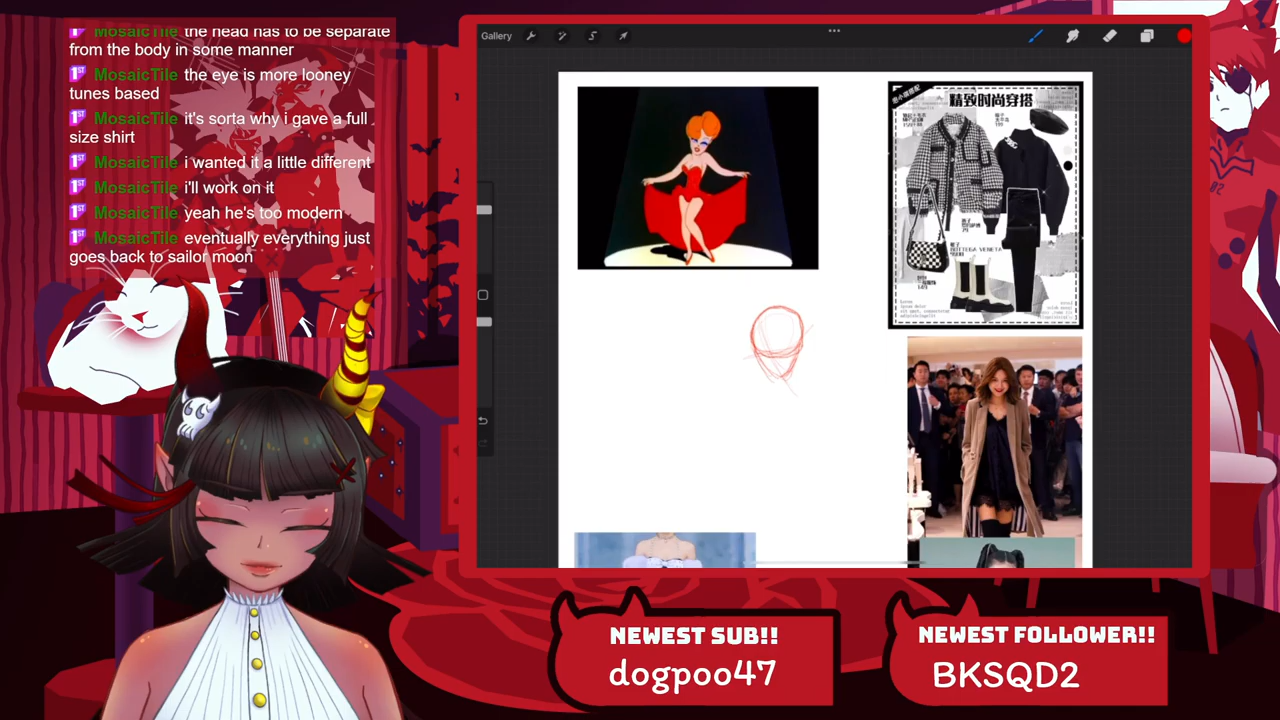 MosaicTile the head has to be separate
from the body in some manner
MosaicTile the eye is more looney
tunes based
MosaicTile it's sorta why i gave a full
size shirt
MosaicTile i wanted it a little different
MosaicTile i'll work on it
MosaicTile yeah he's too modern
MosaicTile eventually everything just
goes back to sailor moon
Gallery
精致时尚穿搭
BOTTEGA VENETA
NEWEST SUB!!
dogpoo47
NEWEST FOLLOWER!!
BKSQD2